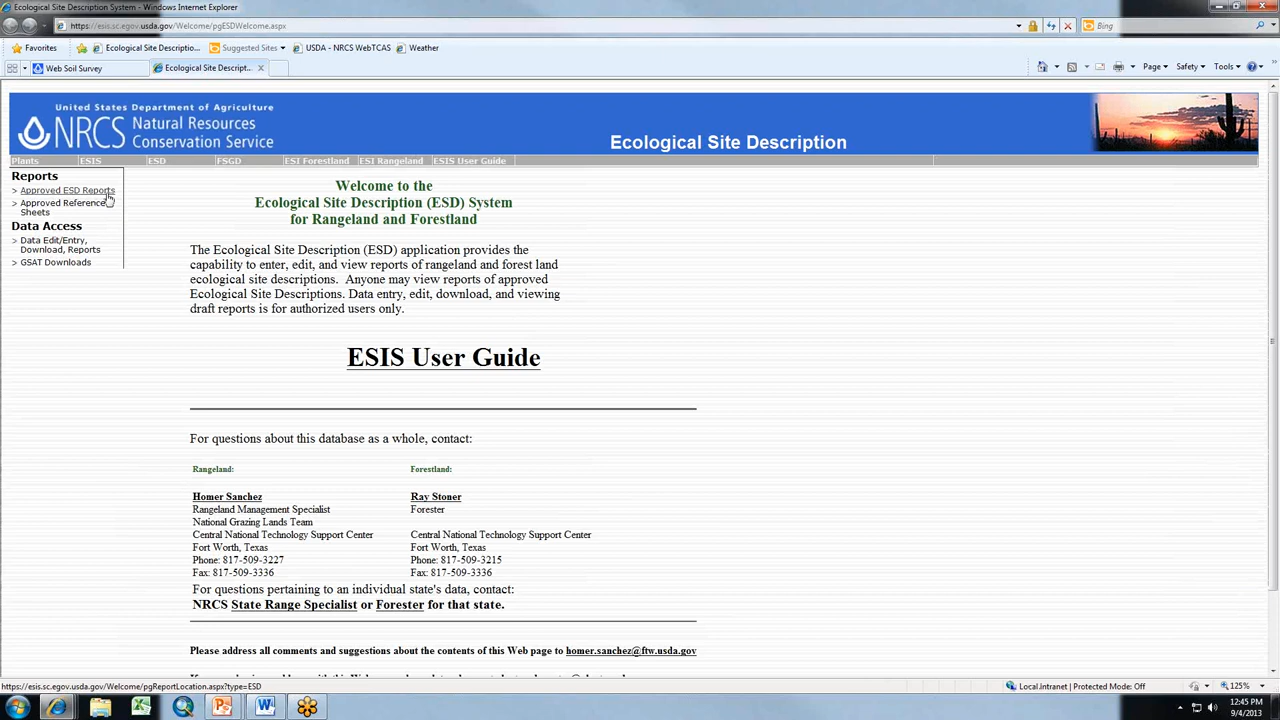 Ecological Site Description System - Windows Internet Explorer
https://esis.sc.egov.usda.gov/Welcome/pgESDWelcome.aspx
Bing
Favorites
Ecological Site Descriptio...
Suggested Sites
USDA - NRCS WebTCAS
Weather
Web Soil Survey
Ecological Site Descript...
Page
Safety
Tools
United States Department of Agriculture
NRCS
Natural Resources
Conservation Service
Ecological Site Description
Plants
ESIS
ESD
FSGD
ESI Forestland
ESI Rangeland
ESIS User Guide
Reports
> Approved ESD Reports
> Approved Reference
Sheets
Data Access
> Data Edit/Entry,
Download, Reports
> GSAT Downloads
Welcome to the
Ecological Site Description (ESD) System
for Rangeland and Forestland
The Ecological Site Description (ESD) application provides the
capability to enter, edit, and view reports of rangeland and forest land
ecological site descriptions. Anyone may view reports of approved
Ecological Site Descriptions. Data entry, edit, download, and viewing
draft reports is for authorized users only.
ESIS User Guide
For questions about this database as a whole, contact:
Rangeland:
Homer Sanchez
Rangeland Management Specialist
National Grazing Lands Team
Central National Technology Support Center
Fort Worth, Texas
Phone: 817-509-3227
Fax: 817-509-3336
Forestland:
Ray Stoner
Forester
Central National Technology Support Center
Fort Worth, Texas
Phone: 817-509-3215
Fax: 817-509-3336
For questions pertaining to an individual state's data, contact:
NRCS State Range Specialist or Forester for that state.
Please address all comments and suggestions about the contents of this Web page to homer.sanchez@ftw.usda.gov
https://esis.sc.egov.usda.gov/Welcome/pgReportLocation.aspx?type=ESD
Local intranet | Protected Mode: Off
125%
12:45 PM
9/4/2013